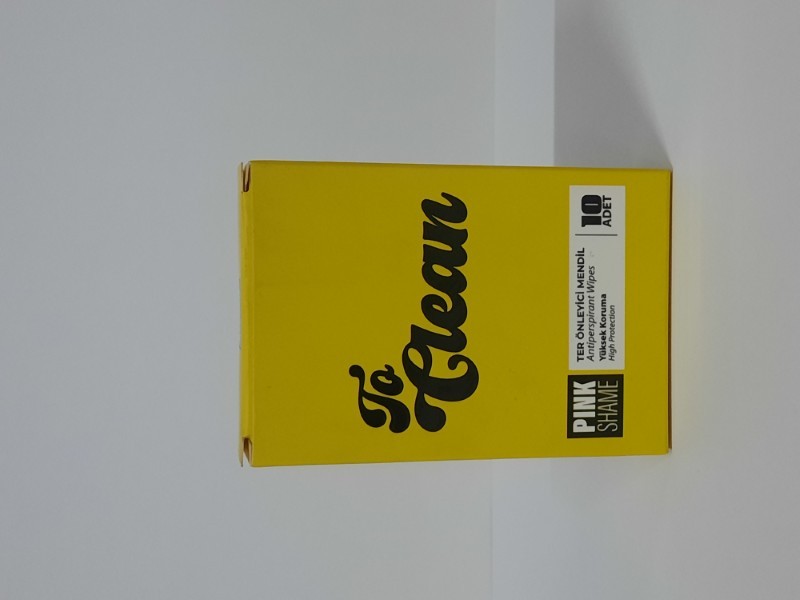 To
Clean
PINK
SHAME
TER ÖNLEYİCİ MENDİL
Antiperspirant Wipes
Yüksek Koruma
High Protection
10
ADET